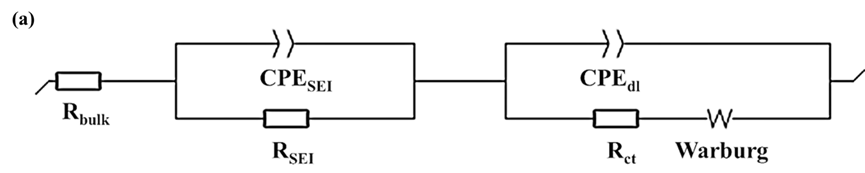 (a)
CPE_SEI
CPE_dl
R_bulk
R_SEI
R_ct
Warburg